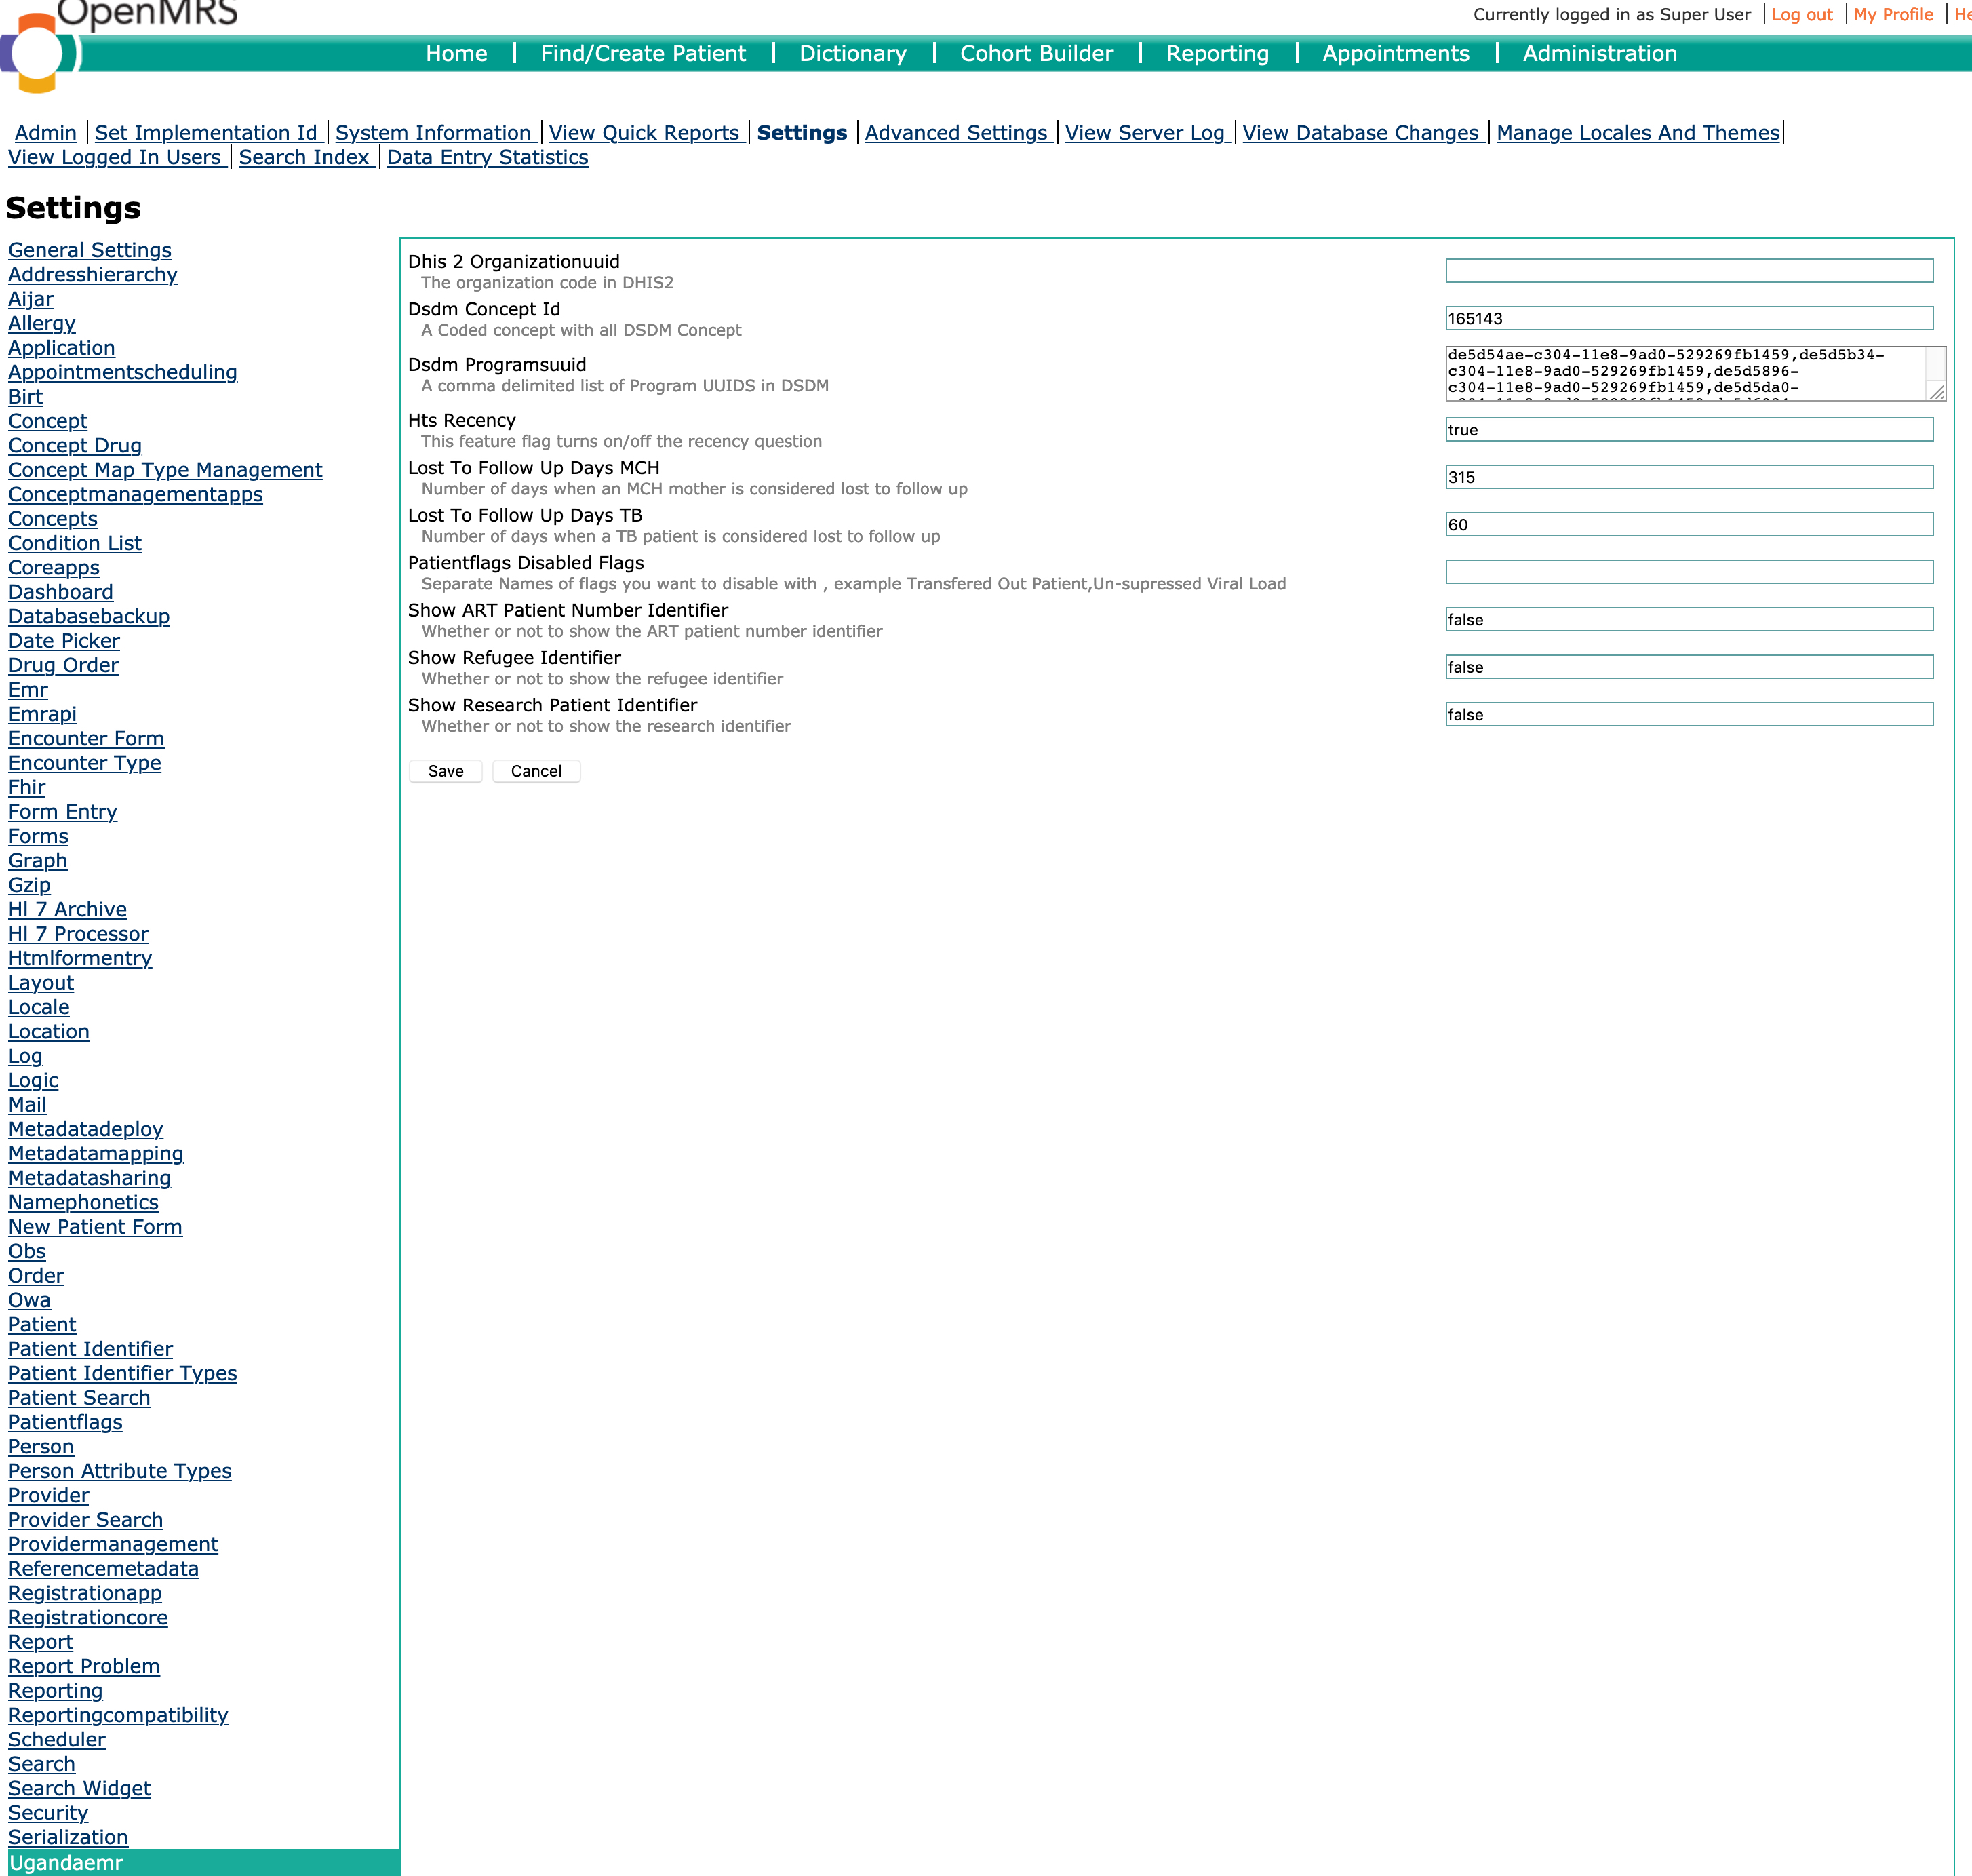 OpenMRS
Currently logged in as Super User | Log out | My Profile | He
Home | Find/Create Patient | Dictionary | Cohort Builder | Reporting | Appointments | Administration
Admin | Set Implementation Id | System Information | View Quick Reports | Settings | Advanced Settings | View Server Log | View Database Changes | Manage Locales And Themes |
View Logged In Users | Search Index | Data Entry Statistics
Settings
General Settings
Addresshierarchy
Aijar
Allergy
Application
Appointmentscheduling
Birt
Concept
Concept Drug
Concept Map Type Management
Conceptmanagementapps
Concepts
Condition List
Coreapps
Dashboard
Databasebackup
Date Picker
Drug Order
Emr
Emrapi
Encounter Form
Encounter Type
Fhir
Form Entry
Forms
Graph
Gzip
Hl 7 Archive
Hl 7 Processor
Htmlformentry
Layout
Locale
Location
Log
Logic
Mail
Metadatadeploy
Metadatamapping
Metadatasharing
Namephonetics
New Patient Form
Obs
Order
Owa
Patient
Patient Identifier
Patient Identifier Types
Patient Search
Patientflags
Person
Person Attribute Types
Provider
Provider Search
Providermanagement
Referencemetadata
Registrationapp
Registrationcore
Report
Report Problem
Reporting
Reportingcompatibility
Scheduler
Search
Search Widget
Security
Serialization
Ugandaemr
Dhis 2 Organizationuuid
The organization code in DHIS2
Dsdm Concept Id
A Coded concept with all DSDM Concept
165143
Dsdm Programsuuid
A comma delimited list of Program UUIDS in DSDM
de5d54ae-c304-11e8-9ad0-529269fb1459,de5d5b34-
c304-11e8-9ad0-529269fb1459,de5d5896-
c304-11e8-9ad0-529269fb1459,de5d5da0-
Hts Recency
This feature flag turns on/off the recency question
true
Lost To Follow Up Days MCH
Number of days when an MCH mother is considered lost to follow up
315
Lost To Follow Up Days TB
Number of days when a TB patient is considered lost to follow up
60
Patientflags Disabled Flags
Separate Names of flags you want to disable with , example Transfered Out Patient,Un-supressed Viral Load
Show ART Patient Number Identifier
Whether or not to show the ART patient number identifier
false
Show Refugee Identifier
Whether or not to show the refugee identifier
false
Show Research Patient Identifier
Whether or not to show the research identifier
false
Save Cancel